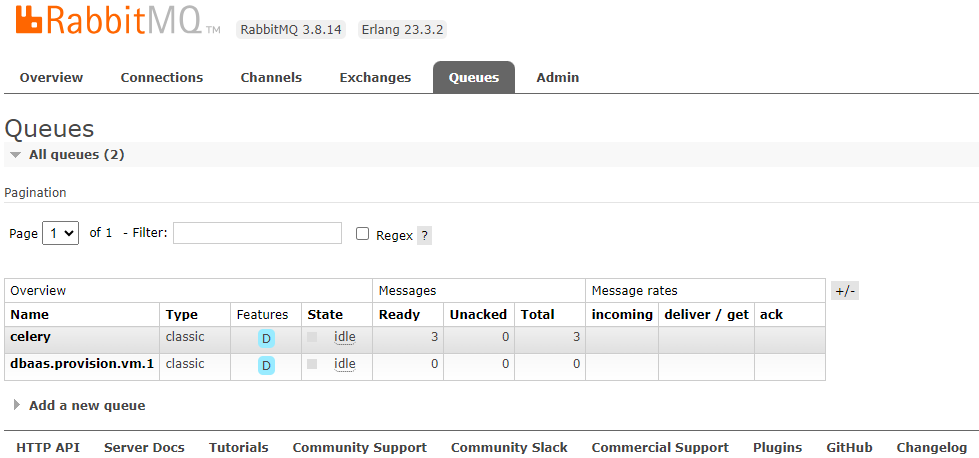 RabbitMQ TM RabbitMQ 3.8.14 Erlang 23.3.2
Overview Connections Channels Exchanges Queues Admin
Queues
All queues (2)
Pagination
Page 1 of 1 - Filter: Regex ?
Overview Messages Message rates +/-
Name Type Features State Ready Unacked Total incoming deliver / get ack
celery classic D idle 3 0 3
dbaas.provision.vm.1 classic D idle 0 0 0
Add a new queue
HTTP API Server Docs Tutorials Community Support Community Slack Commercial Support Plugins GitHub Changelog